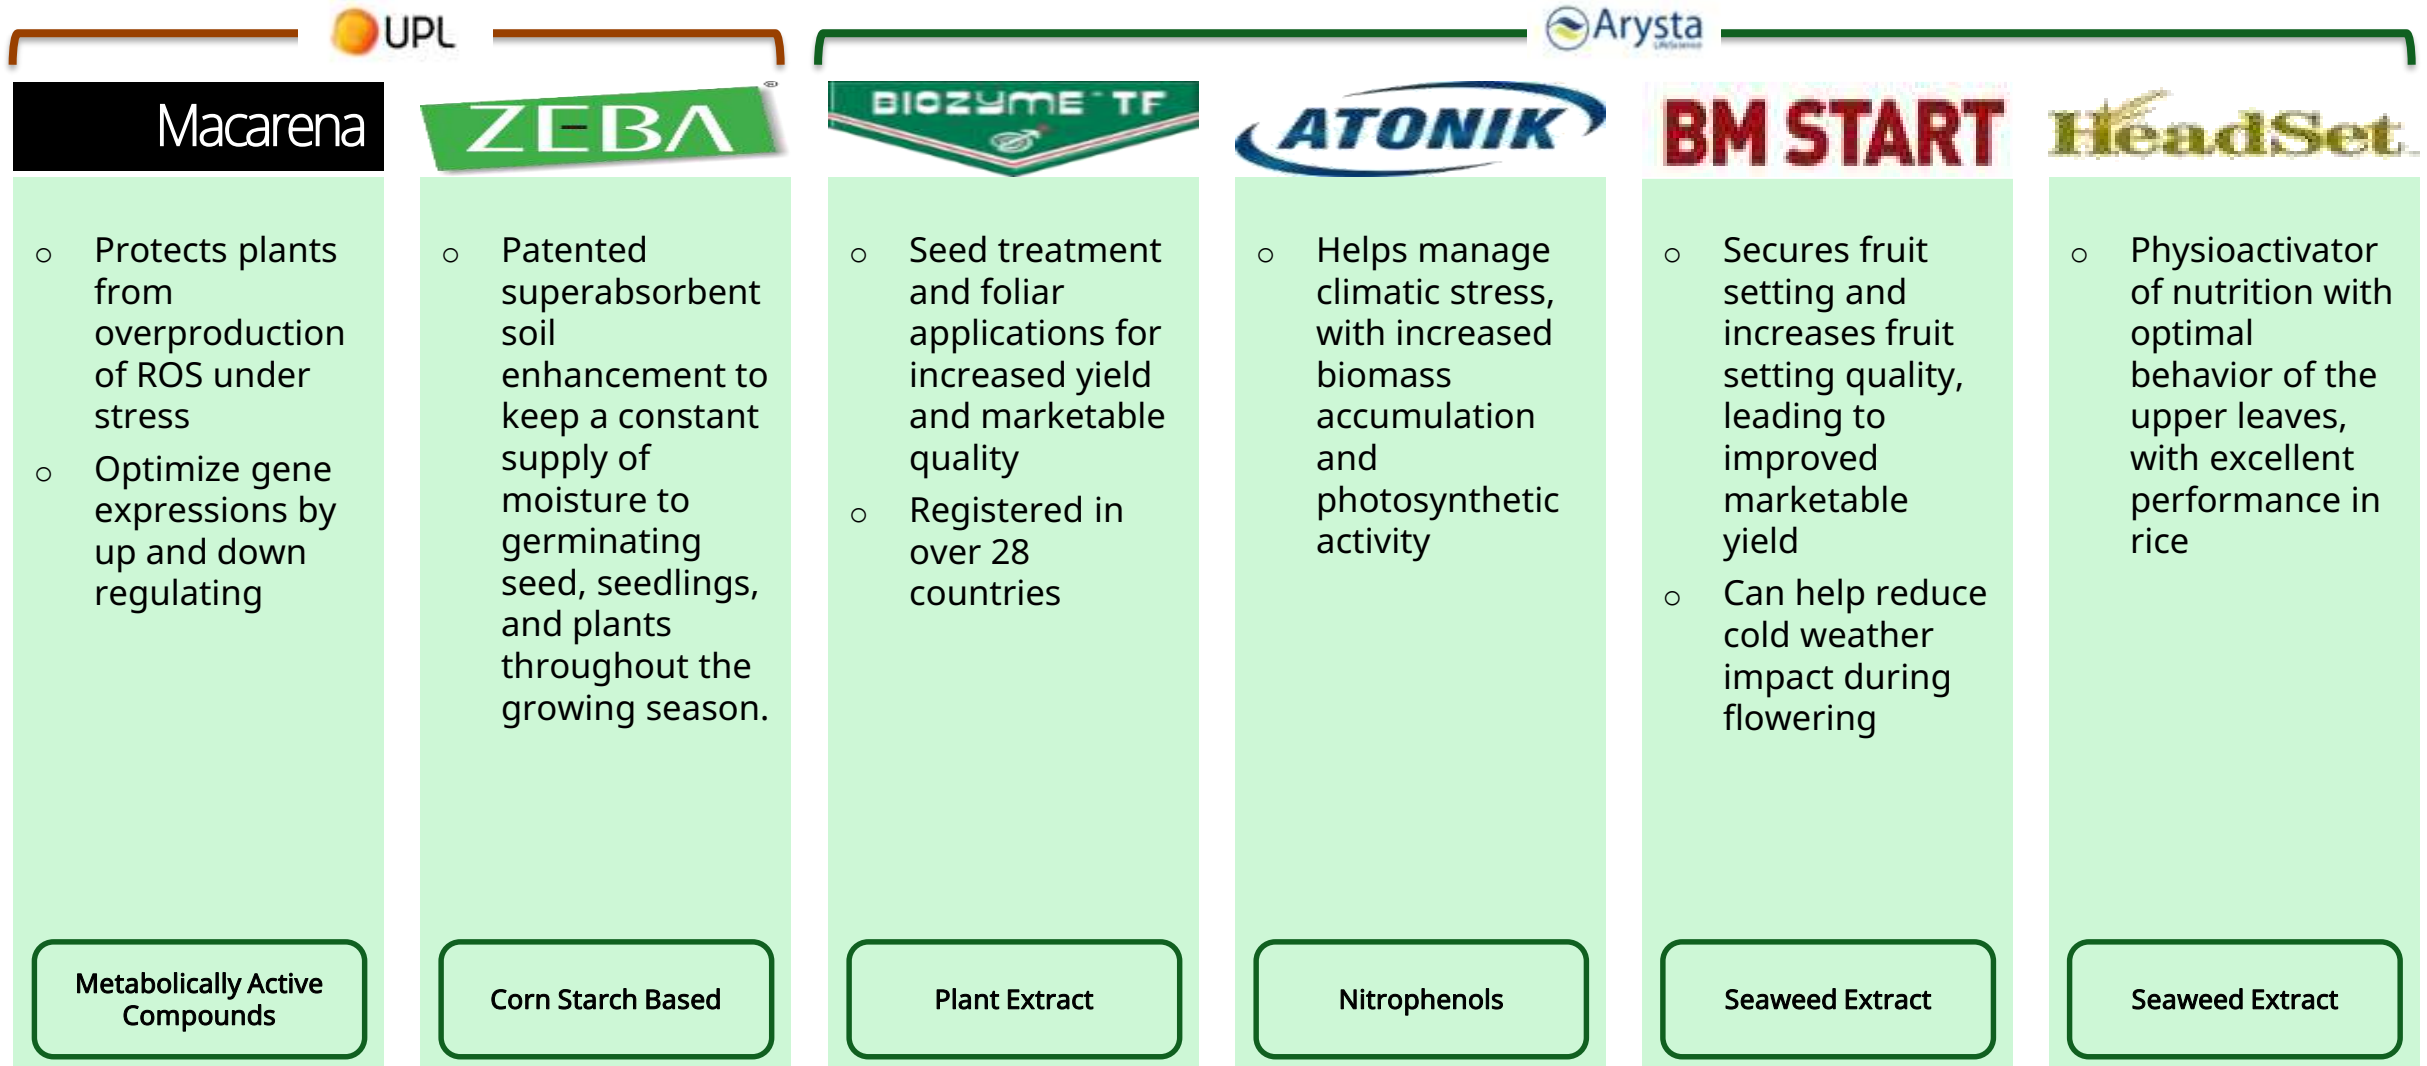 UPL
Arysta
LifeScience
Macarena
ZEBA®
BIOZYME™ TF
ATONIK
BM START
HeadSet
o Protects plants
from
overproduction
of ROS under
stress
o Optimize gene
expressions by
up and down
regulating
Metabolically Active
Compounds
o Patented
superabsorbent
soil
enhancement to
keep a constant
supply of
moisture to
germinating
seed, seedlings,
and plants
throughout the
growing season.
Corn Starch Based
o Seed treatment
and foliar
applications for
increased yield
and marketable
quality
o Registered in
over 28
countries
Plant Extract
o Helps manage
climatic stress,
with increased
biomass
accumulation
and
photosynthetic
activity
Nitrophenols
o Secures fruit
setting and
increases fruit
setting quality,
leading to
improved
marketable
yield
o Can help reduce
cold weather
impact during
flowering
Seaweed Extract
o Physioactivator
of nutrition with
optimal
behavior of the
upper leaves,
with excellent
performance in
rice
Seaweed Extract